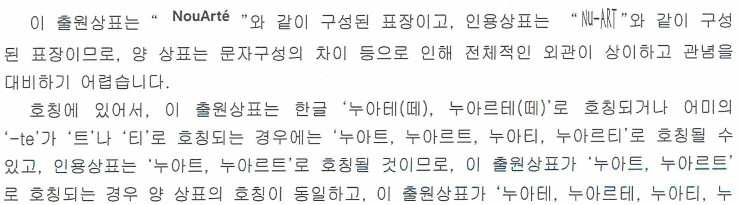 이 출원상표는 “ NouArté ”와 같이 구성된 표장이고, 인용상표는 “NU-ART”와 같이 구성
된 표장이므로, 양 상표는 문자구성의 차이 등으로 인해 전체적인 외관이 상이하고 관념을
대비하기 어렵습니다.
호칭에 있어서, 이 출원상표는 한글 ‘누아테(떼), 누아르테(떼)’로 호칭되거나 어미의
‘-te’가 ‘트’나 ‘티’로 호칭되는 경우에는 ‘누아트, 누아르트, 누아티, 누아르티’로 호칭될 수
있고, 인용상표는 ‘누아트, 누아르트’로 호칭될 것이므로, 이 출원상표가 ‘누아트, 누아르트’
로 호칭되는 경우 양 상표의 호칭이 동일하고, 이 출원상표가 ‘누아테, 누아르테, 누아티, 누